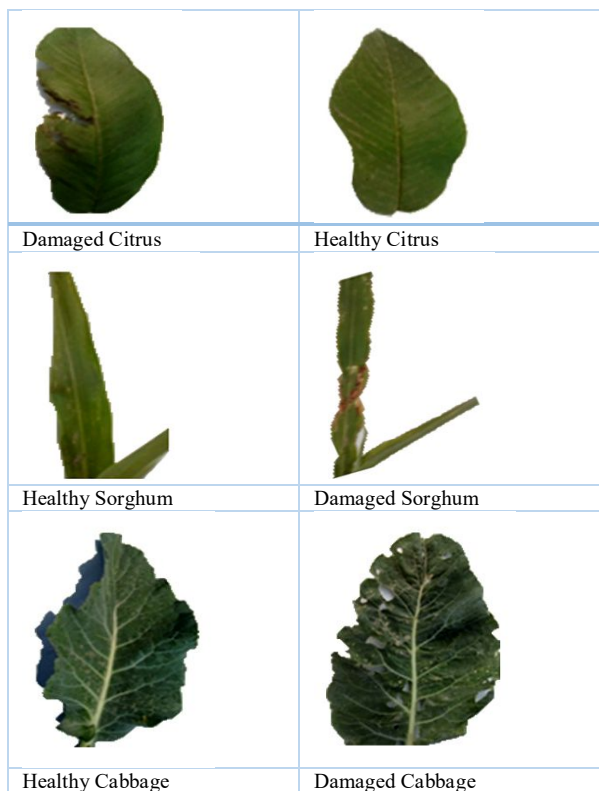 Damaged Citrus
Healthy Citrus
Healthy Sorghum
Damaged Sorghum
Healthy Cabbage
Damaged Cabbage